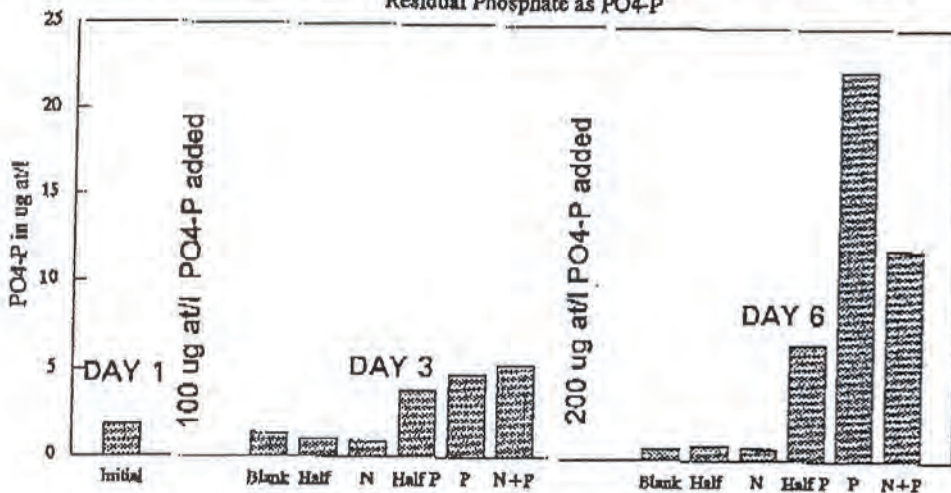 Residual Phosphate as PO4-P
25
20
15
10
5
0
PO4-P in ug at/l
DAY 1
100 ug at/l PO4-P added
DAY 3
200 ug at/l PO4-P added
DAY 6
Initial
Blank Half N Half P P N+P
Blank Half N Half P P N+P